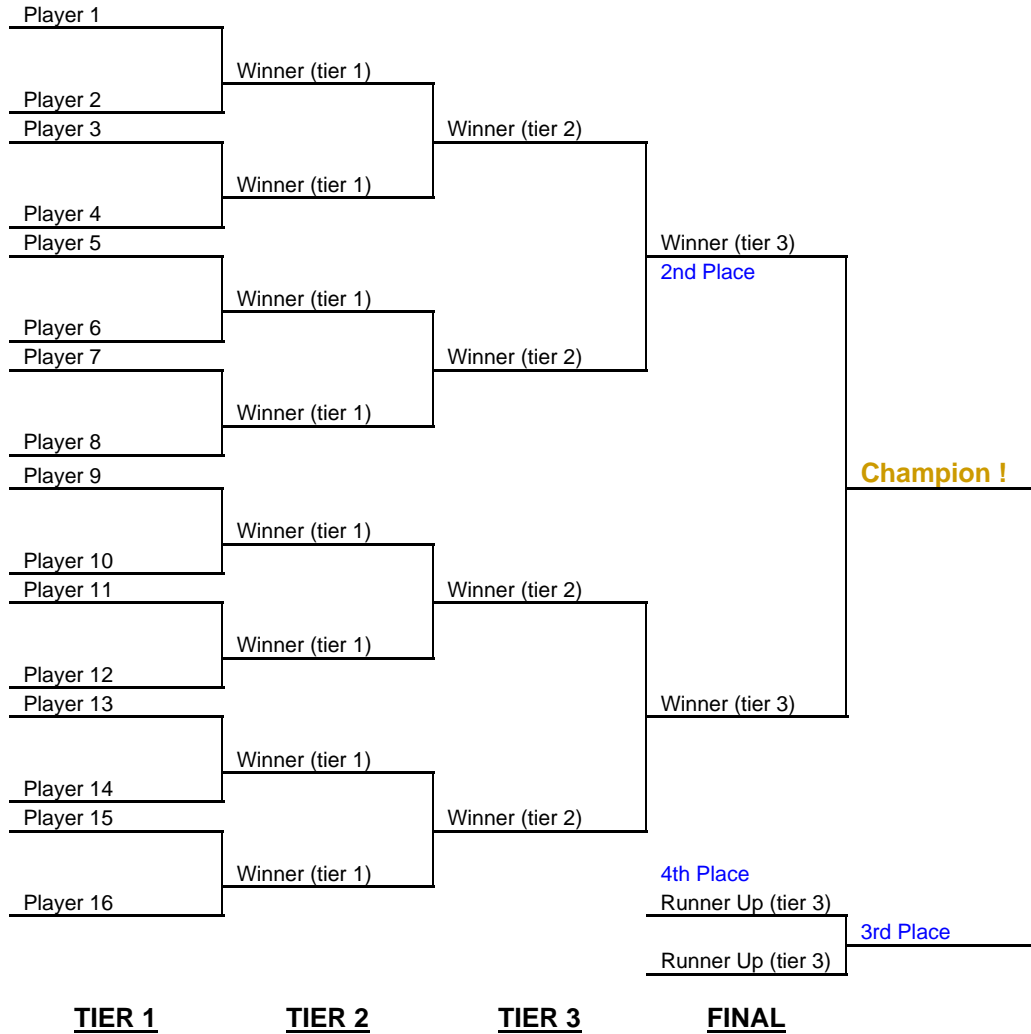 Player 1
Winner (tier 1)
Player 2
Player 3
Winner (tier 2)
Winner (tier 1)
Player 4
Player 5
Winner (tier 3)
2nd Place
Winner (tier 1)
Player 6
Player 7
Winner (tier 2)
Winner (tier 1)
Player 8
Player 9
Champion !
Winner (tier 1)
Player 10
Player 11
Winner (tier 2)
Winner (tier 1)
Player 12
Player 13
Winner (tier 3)
Winner (tier 1)
Player 14
Player 15
Winner (tier 2)
Winner (tier 1)
4th Place
Player 16
Runner Up (tier 3)
3rd Place
Runner Up (tier 3)
TIER 1 TIER 2 TIER 3 FINAL